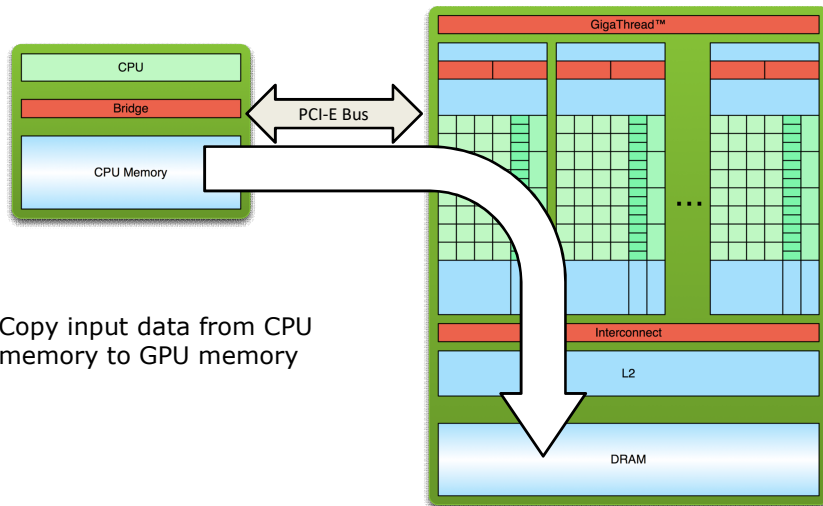 GigaThread™
CPU
Bridge
PCI-E Bus
CPU Memory
...
Copy input data from CPU
memory to GPU memory
Interconnect
L2
DRAM